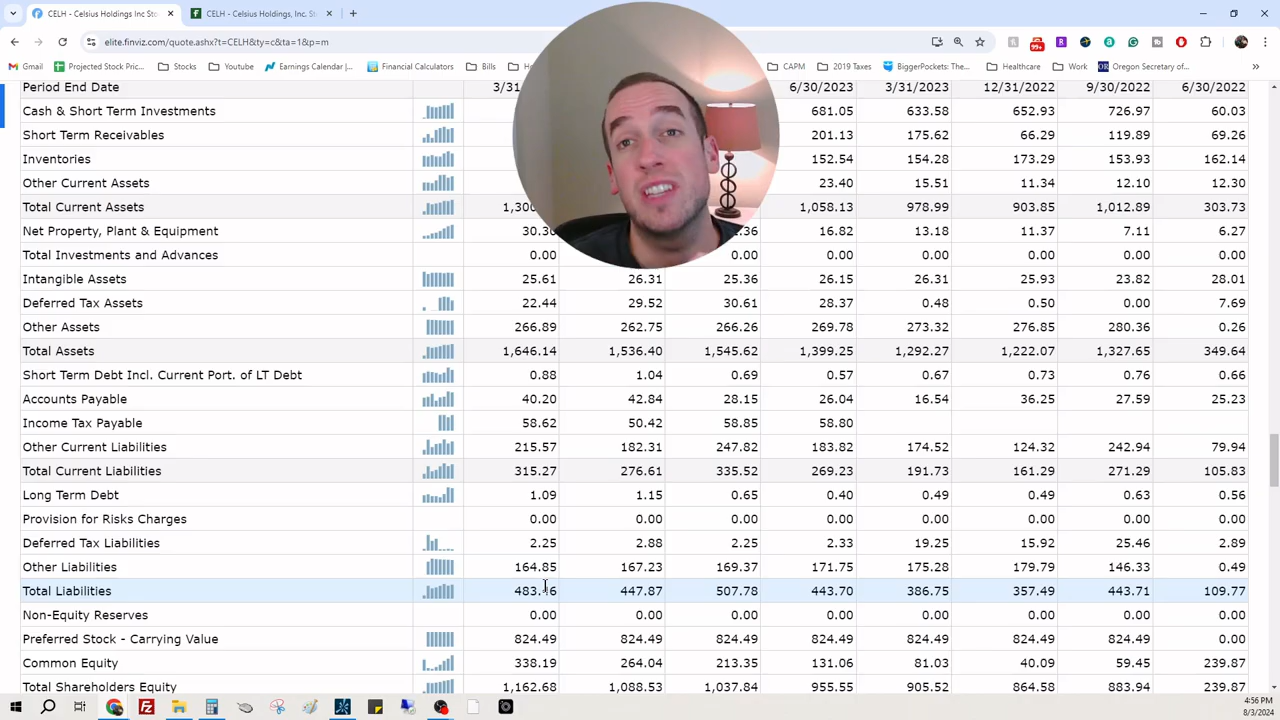 CELH - Celsius Holdings Inc Sto
CELH - Celsius Holdings, Inc. St
elite.finviz.com/quote.ashx?t=CELH&ty=c&ta=1&p=m
99+
Gmail Projected Stock Pric... Stocks Youtube Earnings Calendar |... Financial Calculators Bills CAPM 2019 Taxes BiggerPockets: The... Healthcare Work Oregon Secretary of... »
Period End Date 6/30/2023 3/31/2023 12/31/2022 9/30/2022 6/30/2022
Cash & Short Term Investments 681.05 633.58 652.93 726.97 60.03
Short Term Receivables 201.13 175.62 66.29 119.89 69.26
Inventories 152.54 154.28 173.29 153.93 162.14
Other Current Assets 23.40 15.51 11.34 12.10 12.30
Total Current Assets 1,058.13 978.99 903.85 1,012.89 303.73
Net Property, Plant & Equipment 30.30 16.82 13.18 11.37 7.11 6.27
Total Investments and Advances 0.00 0.00 0.00 0.00 0.00 0.00 0.00 0.00
Intangible Assets 25.61 26.31 25.36 26.15 26.31 25.93 23.82 28.01
Deferred Tax Assets 22.44 29.52 30.61 28.37 0.48 0.50 0.00 7.69
Other Assets 266.89 262.75 266.26 269.78 273.32 276.85 280.36 0.26
Total Assets 1,646.14 1,536.40 1,545.62 1,399.25 1,292.27 1,222.07 1,327.65 349.64
Short Term Debt Incl. Current Port. of LT Debt 0.88 1.04 0.69 0.57 0.67 0.73 0.76 0.66
Accounts Payable 40.20 42.84 28.15 26.04 16.54 36.25 27.59 25.23
Income Tax Payable 58.62 50.42 58.85 58.80
Other Current Liabilities 215.57 182.31 247.82 183.82 174.52 124.32 242.94 79.94
Total Current Liabilities 315.27 276.61 335.52 269.23 191.73 161.29 271.29 105.83
Long Term Debt 1.09 1.15 0.65 0.40 0.49 0.49 0.63 0.56
Provision for Risks Charges 0.00 0.00 0.00 0.00 0.00 0.00 0.00 0.00
Deferred Tax Liabilities 2.25 2.88 2.25 2.33 19.25 15.92 25.46 2.89
Other Liabilities 164.85 167.23 169.37 171.75 175.28 179.79 146.33 0.49
Total Liabilities 447.87 507.78 443.70 386.75 357.49 443.71 109.77
Non-Equity Reserves 0.00 0.00 0.00 0.00 0.00 0.00 0.00 0.00
Preferred Stock - Carrying Value 824.49 824.49 824.49 824.49 824.49 824.49 824.49 0.00
Common Equity 338.19 264.04 213.35 131.06 81.03 40.09 59.45 239.87
Total Shareholders Equity 1,162.68 1,088.53 1,037.84 955.55 905.52 864.58 883.94 239.87
4:56 PM
8/3/2024